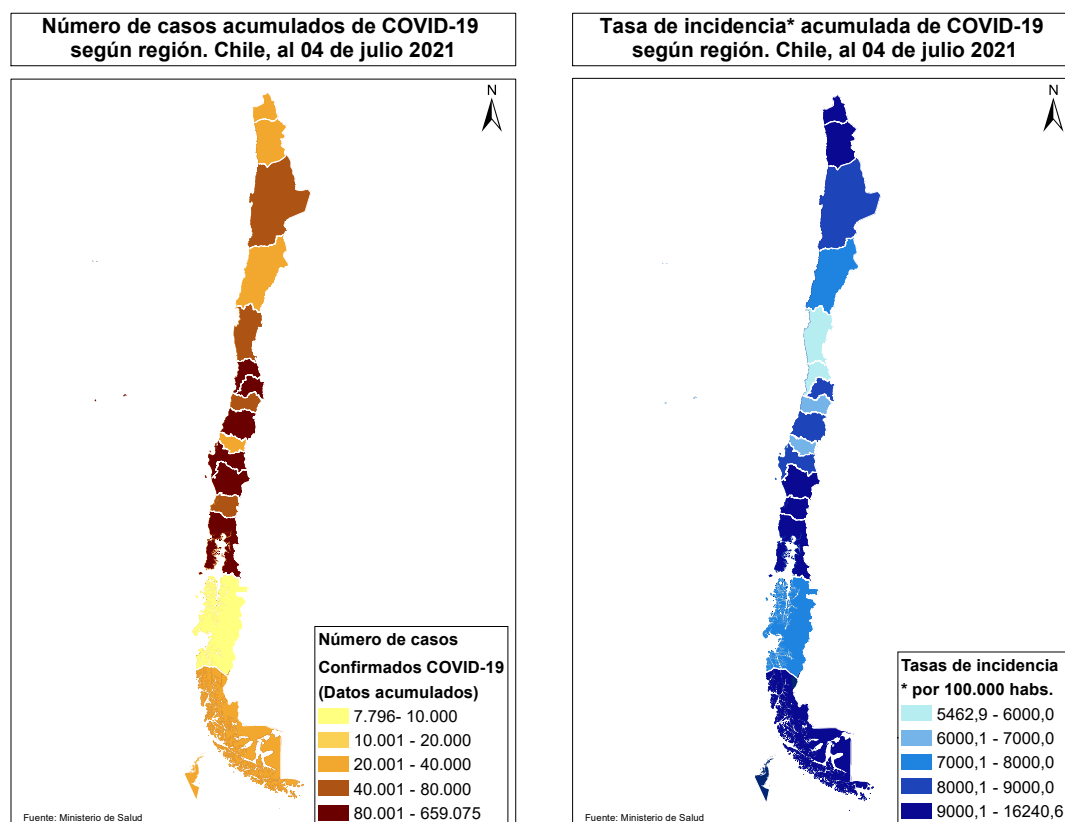 Número de casos acumulados de COVID-19
según región. Chile, al 04 de julio 2021
N
Número de casos
Confirmados COVID-19
(Datos acumulados)
7.796- 10.000
10.001 - 20.000
20.001 - 40.000
40.001 - 80.000
80.001 - 659.075
Fuente: Ministerio de Salud
Tasa de incidencia* acumulada de COVID-19
según región. Chile, al 04 de julio 2021
N
Tasas de incidencia
* por 100.000 habs.
5462,9 - 6000,0
6000,1 - 7000,0
7000,1 - 8000,0
8000,1 - 9000,0
9000,1 - 16240,6
Fuente: Ministerio de Salud